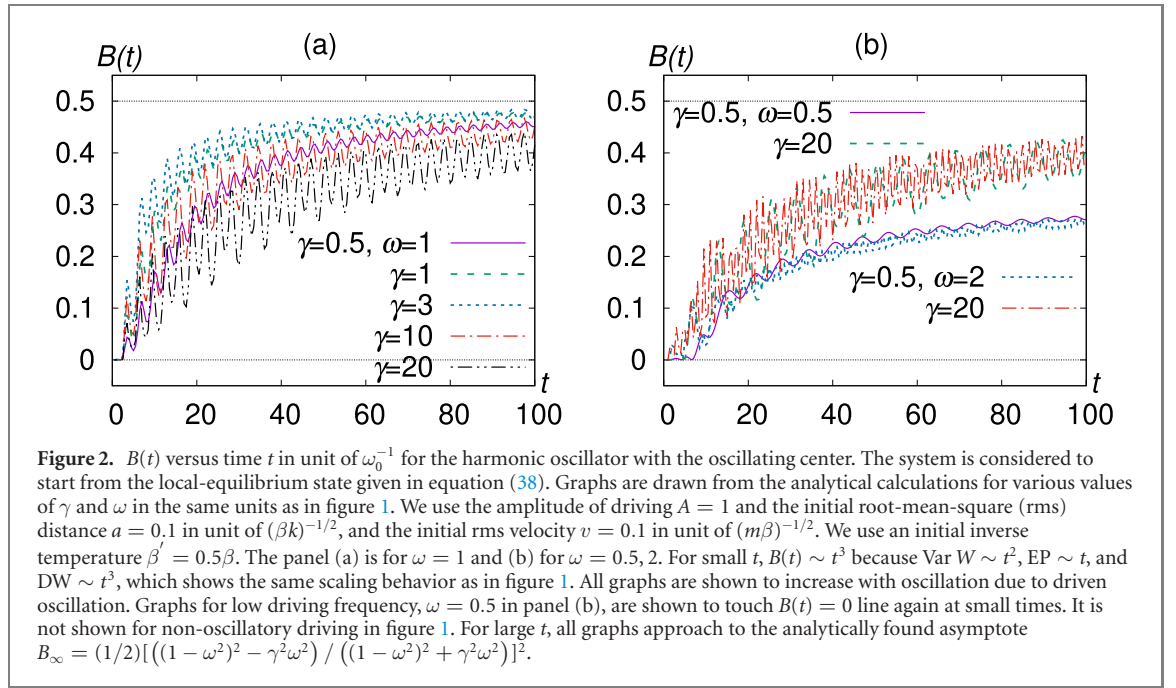 (a)
B(t)
0.5
0.4
0.3
0.2
0.1
0
γ=0.5, ω=1
γ=1
γ=3
γ=10
γ=20
t
0 20 40 60 80 100
(b)
B(t)
0.5
0.4
0.3
0.2
0.1
0
γ=0.5, ω=0.5
γ=20
γ=0.5, ω=2
γ=20
t
0 20 40 60 80 100
Figure 2. B(t) versus time t in unit of ω₀⁻¹ for the harmonic oscillator with the oscillating center. The system is considered to
start from the local-equilibrium state given in equation (38). Graphs are drawn from the analytical calculations for various values
of γ and ω in the same units as in figure 1. We use the amplitude of driving A = 1 and the initial root-mean-square (rms)
distance a = 0.1 in unit of (βk)^{−1/2}, and the initial rms velocity v = 0.1 in unit of (mβ)^{−1/2}. We use an initial inverse
temperature β′ = 0.5β. The panel (a) is for ω = 1 and (b) for ω = 0.5, 2. For small t, B(t) ∼ t³ because Var W ∼ t², EP ∼ t, and
DW ∼ t³, which shows the same scaling behavior as in figure 1. All graphs are shown to increase with oscillation due to driven
oscillation. Graphs for low driving frequency, ω = 0.5 in panel (b), are shown to touch B(t) = 0 line again at small times. It is
not shown for non-oscillatory driving in figure 1. For large t, all graphs approach to the analytically found asymptote
B∞ = (1/2)[((1 − ω²)² − γ²ω²) / ((1 − ω²)² + γ²ω²)]².